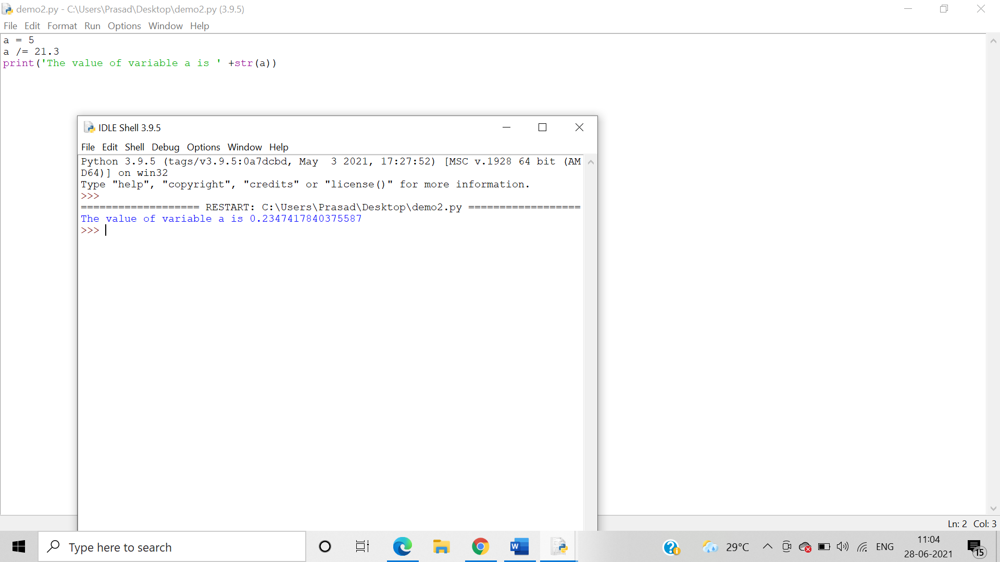 demo2.py - C:\Users\Prasad\Desktop\demo2.py (3.9.5)
File Edit Format Run Options Window Help
a = 5
a /= 21.3
print('The value of variable a is ' +str(a))
IDLE Shell 3.9.5
File Edit Shell Debug Options Window Help
Python 3.9.5 (tags/v3.9.5:0a7dcbd, May  3 2021, 17:27:52) [MSC v.1928 64 bit (AM
D64)] on win32
Type "help", "copyright", "credits" or "license()" for more information.
>>>
=================== RESTART: C:\Users\Prasad\Desktop\demo2.py ==================
The value of variable a is 0.2347417840375587
>>>
Ln: 2 Col: 3
Type here to search
29°C
ENG
11:04
28-06-2021
15